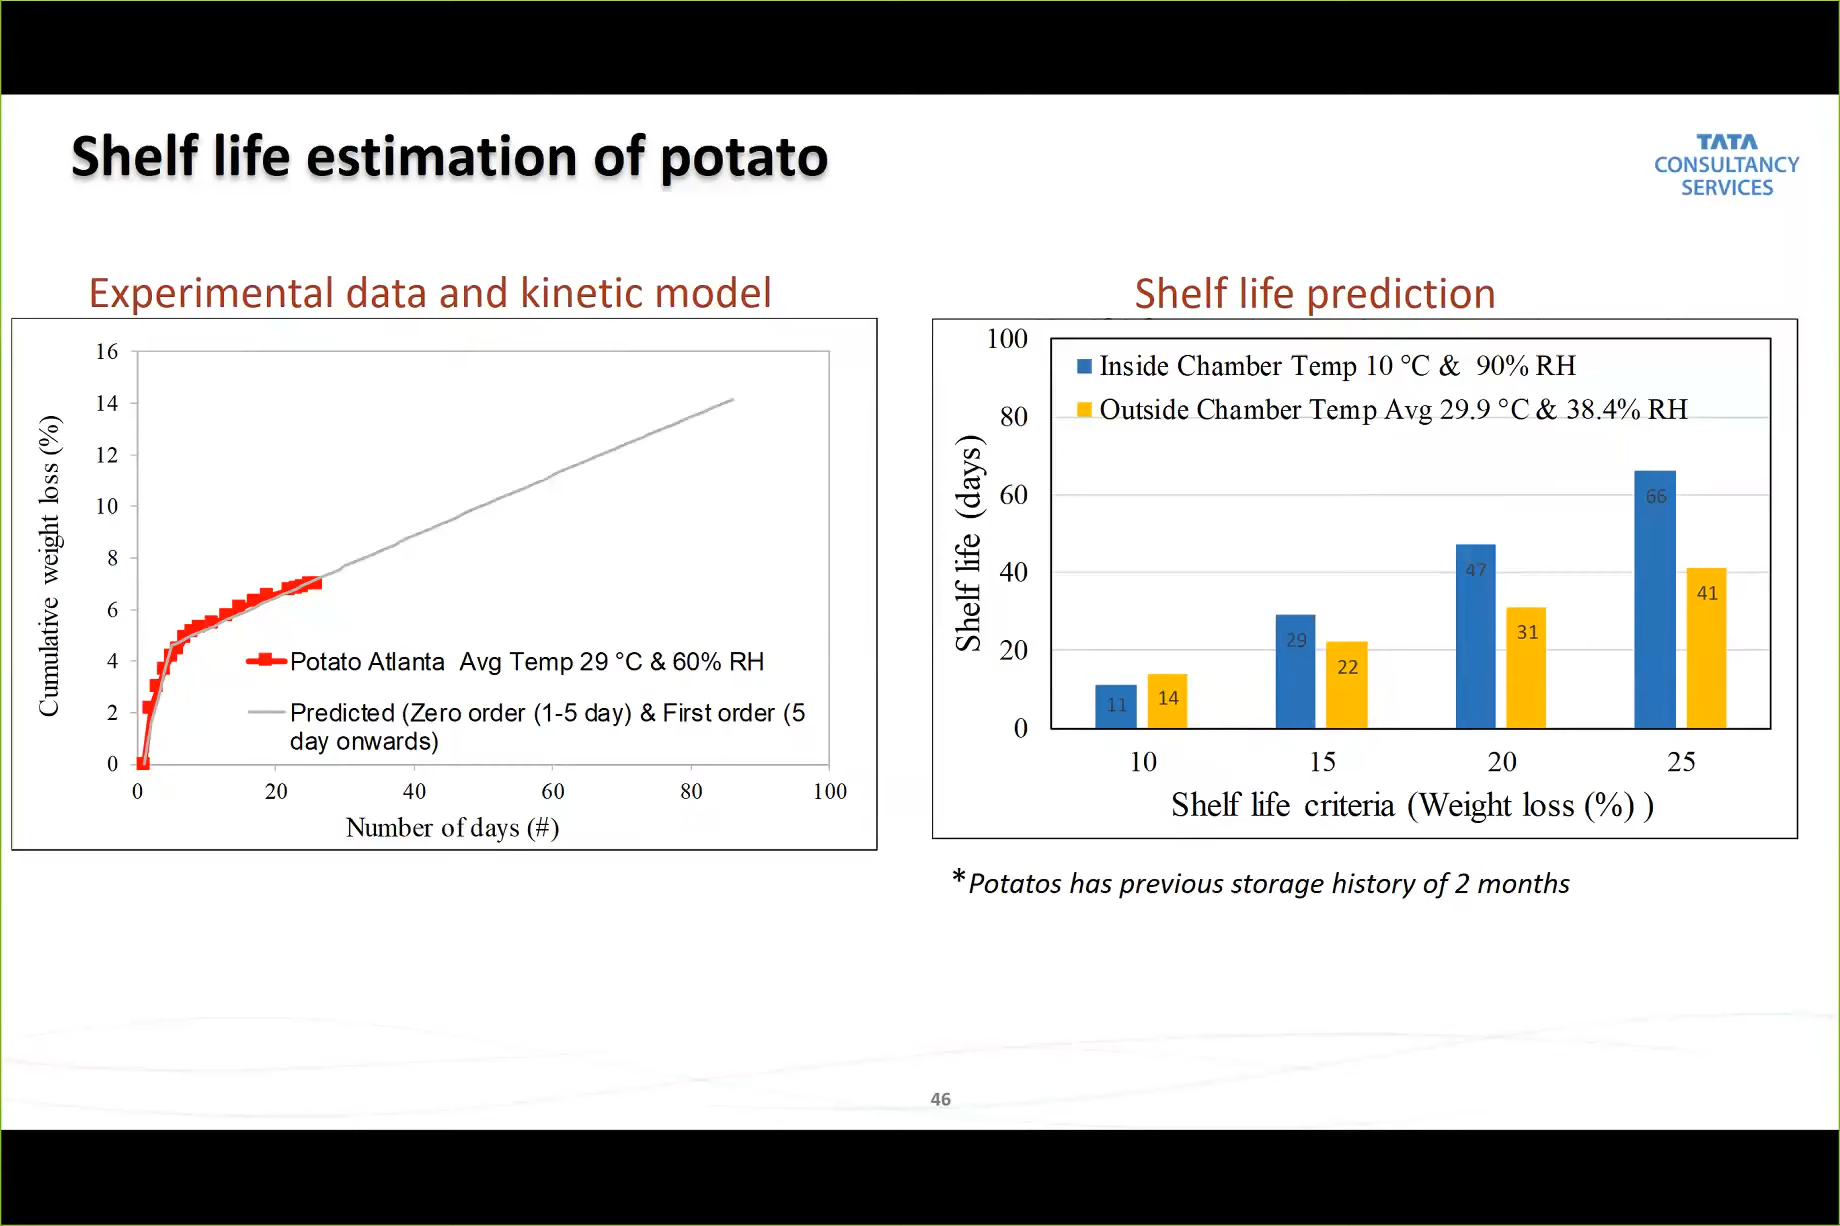 Shelf life estimation of potato
TATA
CONSULTANCY
SERVICES
Experimental data and kinetic model
16
14
12
10
8
6
4
2
0
Cumulative weight loss (%)
Potato Atlanta Avg Temp 29 °C & 60% RH
Predicted (Zero order (1-5 day) & First order (5
day onwards)
0 20 40 60 80 100
Number of days (#)
Shelf life prediction
100
80
60
40
20
0
Shelf life (days)
Inside Chamber Temp 10 °C & 90% RH
Outside Chamber Temp Avg 29.9 °C & 38.4% RH
11 14 29 22 47 31 66 41
10 15 20 25
Shelf life criteria (Weight loss (%) )
*Potatos has previous storage history of 2 months
46